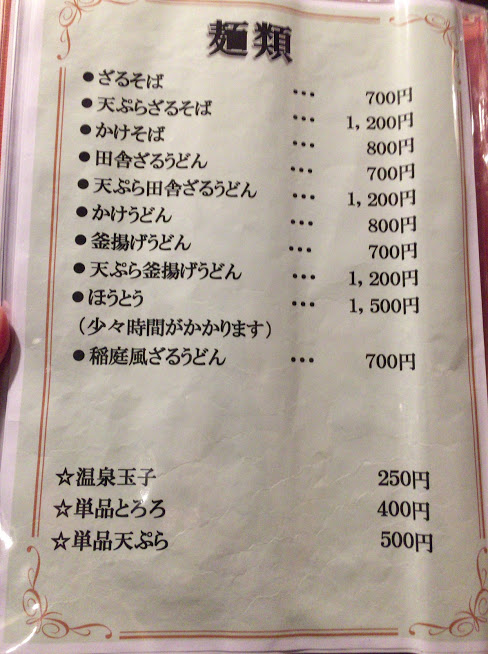 麺類
●ざるそば ・・・ 700円
●天ぷらざるそば ・・・ 1,200円
●かけそば ・・・ 800円
●田舎ざるうどん ・・・ 700円
●天ぷら田舎ざるうどん ・・・ 1,200円
●かけうどん ・・・ 800円
●釜揚げうどん ・・・ 700円
●天ぷら釜揚げうどん ・・・ 1,200円
●ほうとう ・・・ 1,500円
（少々時間がかかります）
●稲庭風ざるうどん ・・・ 700円
☆温泉玉子 250円
☆単品とろろ 400円
☆単品天ぷら 500円